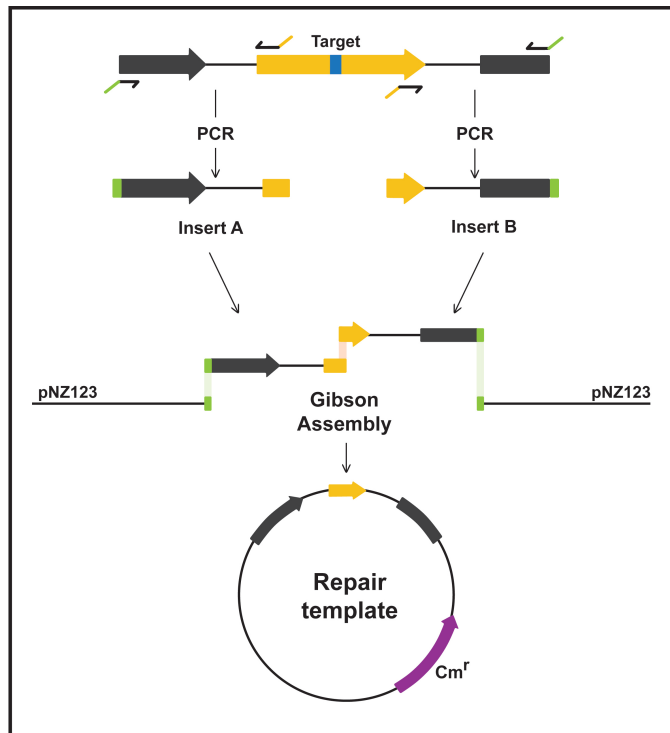 Target
PCR
PCR
Insert A
Insert B
pNZ123
pNZ123
Gibson
Assembly
Repair
template
Cmr